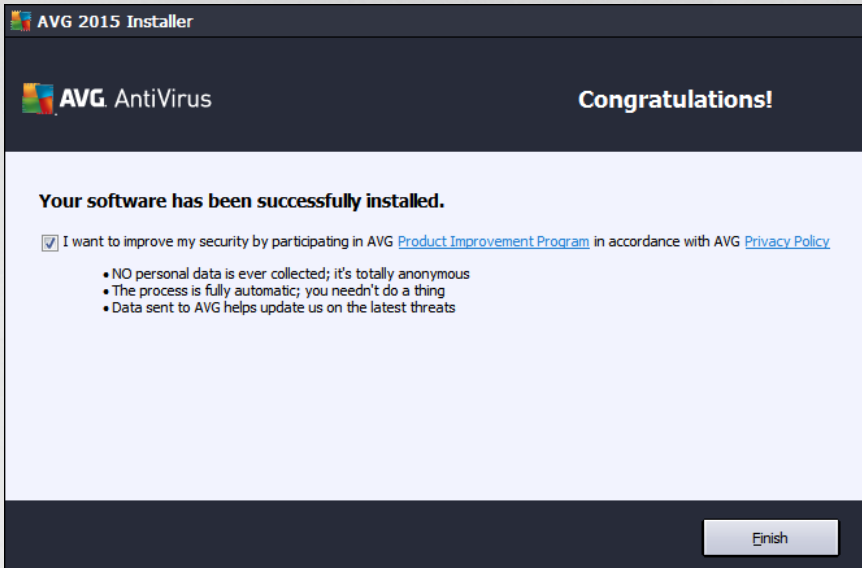 AVG 2015 Installer
AVG. AntiVirus
Congratulations!
Your software has been successfully installed.
I want to improve my security by participating in AVG Product Improvement Program in accordance with AVG Privacy Policy
• NO personal data is ever collected; it's totally anonymous
• The process is fully automatic; you needn't do a thing
• Data sent to AVG helps update us on the latest threats
Finish